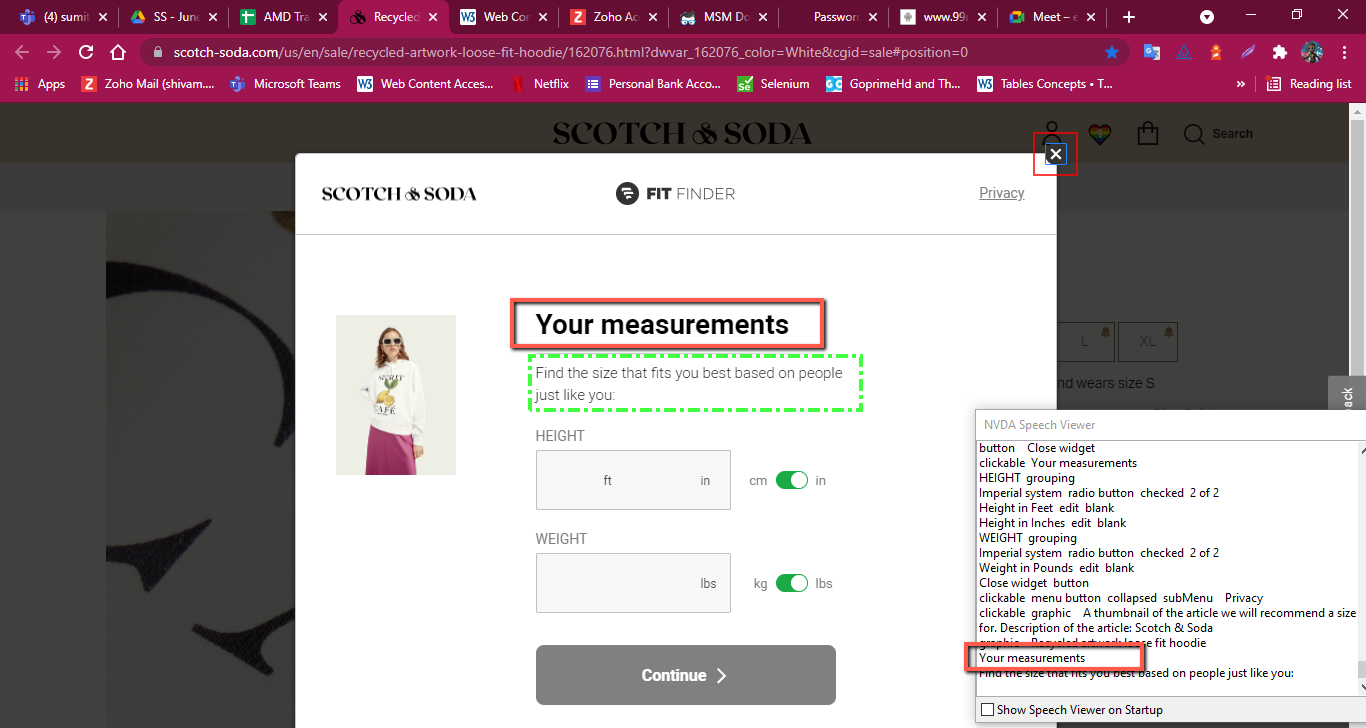 (4) sumit
SS - June
AMD Tra
Recycled
Web Cor
Zoho Ac
MSM Do
Password
www.99r
Meet – e
scotch-soda.com/us/en/sale/recycled-artwork-loose-fit-hoodie/162076.html?dwvar_162076_color=White&cgid=sale#position=0
Apps
Zoho Mail (shivam....
Microsoft Teams
Web Content Acces...
Netflix
Personal Bank Acco...
Selenium
GoprimeHd and Th...
Tables Concepts • T...
»
Reading list
SCOTCH & SODA
Search
SCOTCH & SODA
FIT FINDER
Privacy
Your measurements
Find the size that fits you best based on people
just like you:
HEIGHT
ft in
cm in
WEIGHT
lbs
kg lbs
Continue
SPIRIT
CAFÉ
L
XL
nd wears size S
back
NVDA Speech Viewer
button Close widget
clickable Your measurements
HEIGHT grouping
Imperial system radio button checked 2 of 2
Height in Feet edit blank
Height in Inches edit blank
WEIGHT grouping
Imperial system radio button checked 2 of 2
Weight in Pounds edit blank
Close widget button
clickable menu button collapsed subMenu Privacy
clickable graphic A thumbnail of the article we will recommend a size
for. Description of the article: Scotch & Soda
graphic Recycled artwork loose fit hoodie
Your measurements
Find the size that fits you best based on people just like you:
Show Speech Viewer on Startup